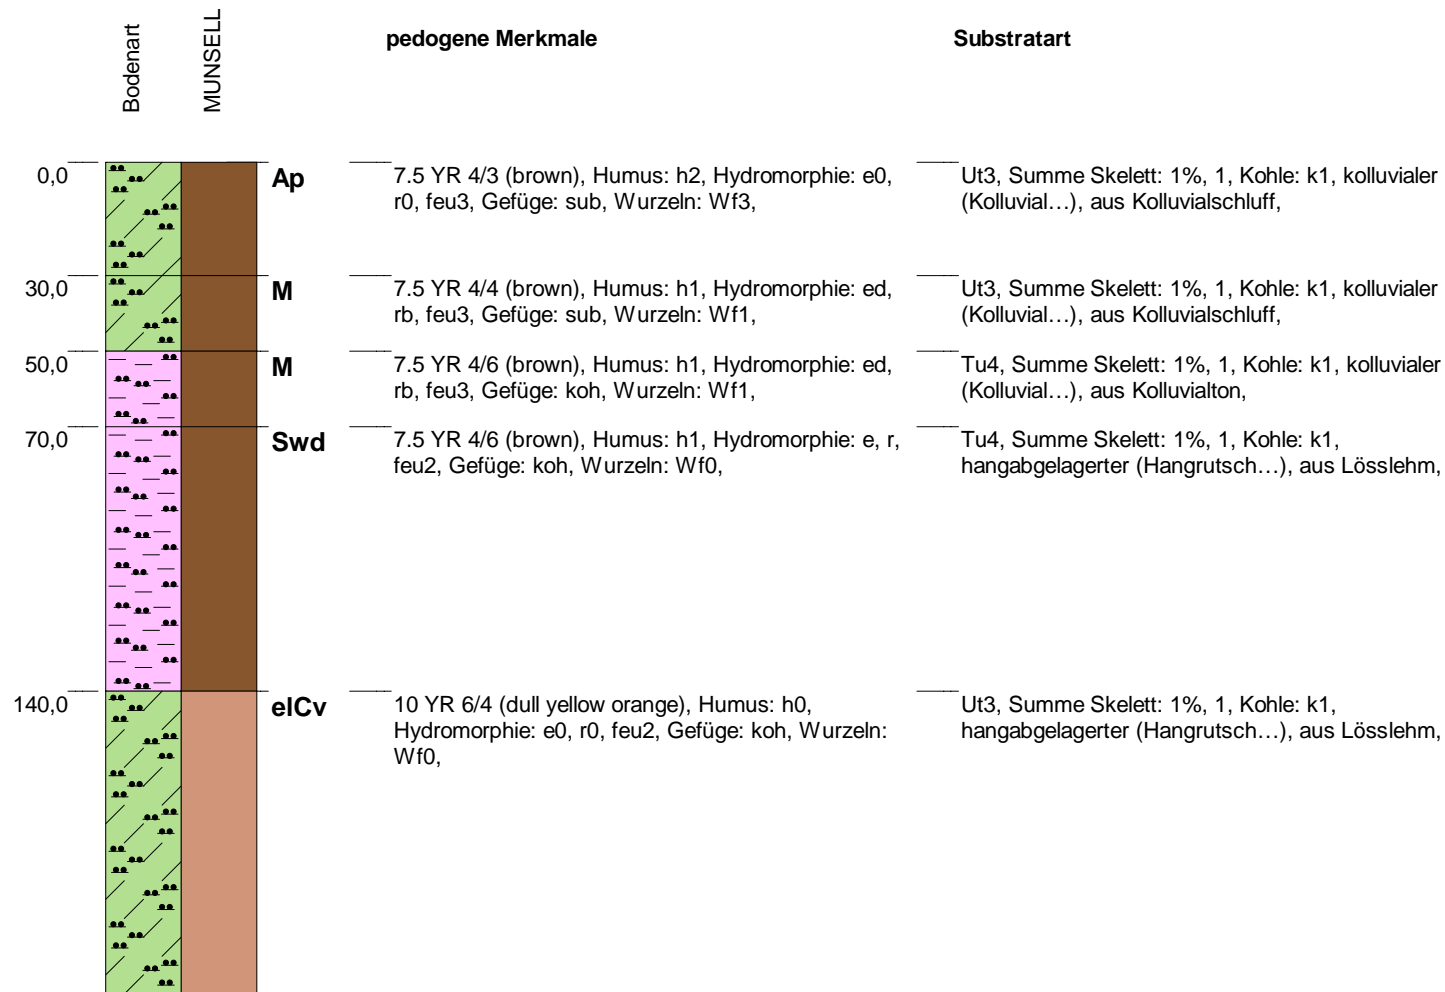 Bodenart
MUNSELL
pedogene Merkmale
Substratart
0,0
Ap
7.5 YR 4/3 (brown), Humus: h2, Hydromorphie: e0,
r0, feu3, Gefüge: sub, Wurzeln: Wf3,
Ut3, Summe Skelett: 1%, 1, Kohle: k1, kolluvialer
(Kolluvial…), aus Kolluvialschluff,
30,0
M
7.5 YR 4/4 (brown), Humus: h1, Hydromorphie: ed,
rb, feu3, Gefüge: sub, Wurzeln: Wf1,
Ut3, Summe Skelett: 1%, 1, Kohle: k1, kolluvialer
(Kolluvial…), aus Kolluvialschluff,
50,0
M
7.5 YR 4/6 (brown), Humus: h1, Hydromorphie: ed,
rb, feu3, Gefüge: koh, Wurzeln: Wf1,
Tu4, Summe Skelett: 1%, 1, Kohle: k1, kolluvialer
(Kolluvial…), aus Kolluvialton,
70,0
Swd
7.5 YR 4/6 (brown), Humus: h1, Hydromorphie: e, r,
feu2, Gefüge: koh, Wurzeln: Wf0,
Tu4, Summe Skelett: 1%, 1, Kohle: k1,
hangabgelagerter (Hangrutsch…), aus Lösslehm,
140,0
elCv
10 YR 6/4 (dull yellow orange), Humus: h0,
Hydromorphie: e0, r0, feu2, Gefüge: koh, Wurzeln:
Wf0,
Ut3, Summe Skelett: 1%, 1, Kohle: k1,
hangabgelagerter (Hangrutsch…), aus Lösslehm,